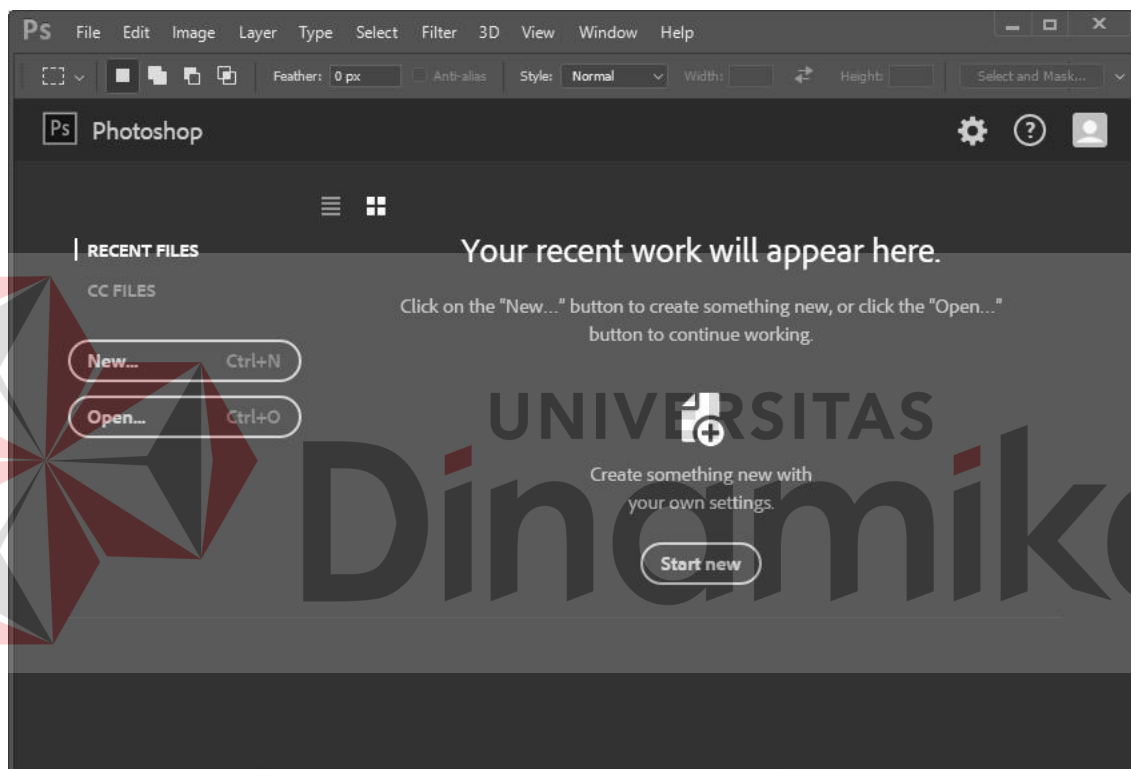 Ps File Edit Image Layer Type Select Filter 3D View Window Help
Feather: 0 px Anti-alias Style: Normal Width: Height: Select and Mask...
Ps Photoshop
RECENT FILES
CC FILES
New... Ctrl+N
Open... Ctrl+O
Your recent work will appear here.
Click on the "New..." button to create something new, or click the "Open..."
button to continue working.
Create something new with
your own settings.
Start new
UNIVERSITAS
Dinamika